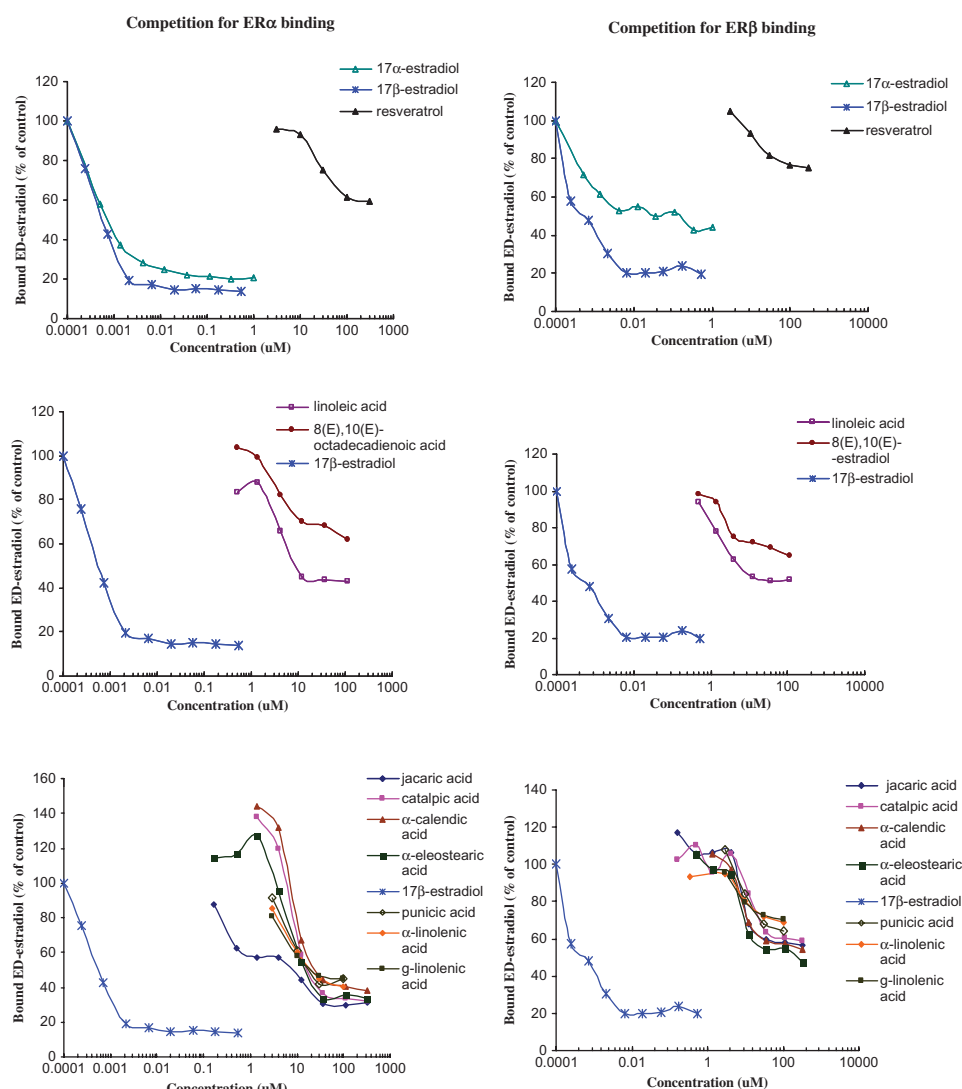 Competition for ERα binding
Competition for ERβ binding
17α-estradiol
17β-estradiol
resveratrol
120
100
80
60
40
20
0
0.0001 0.001 0.01 0.1 1 10 100 1000
Bound ED-estradiol (% of control)
Concentration (uM)
17α-estradiol
17β-estradiol
resveratrol
120
100
80
60
40
20
0
0.0001 0.01 1 100 10000
Bound ED-estradiol (% of control)
Concentration (uM)
linoleic acid
8(E),10(E)-
octadecadienoic acid
17β-estradiol
120
100
80
60
40
20
0
0.0001 0.001 0.01 0.1 1 10 100 1000
Bound ED-estradiol (% of control)
Concentration (uM)
linoleic acid
8(E),10(E)-
-estradiol
17β-estradiol
120
100
80
60
40
20
0
0.0001 0.01 1 100 10000
Bound ED-estradiol (% of control)
Concentration (uM)
jacaric acid
catalpic acid
α-calendic
acid
α-eleostearic
acid
17β-estradiol
punicic acid
α-linolenic
acid
g-linolenic
acid
160
140
120
100
80
60
40
20
0
0.0001 0.001 0.01 0.1 1 10 100 1000
Bound ED-estradiol (% of control)
Concentration (uM)
jacaric acid
catalpic acid
α-calendic
acid
α-eleostearic
acid
17β-estradiol
punicic acid
α-linolenic
acid
g-linolenic
acid
140
120
100
80
60
40
20
0
0.0001 0.01 1 100 10000
Bound ED-estradiol (% of control)
Concentration (uM)